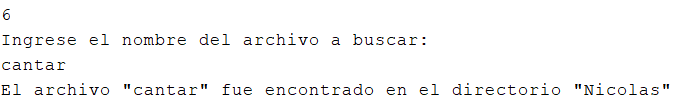 6
Ingrese el nombre del archivo a buscar:
cantar
El archivo "cantar" fue encontrado en el directorio "Nicolas"